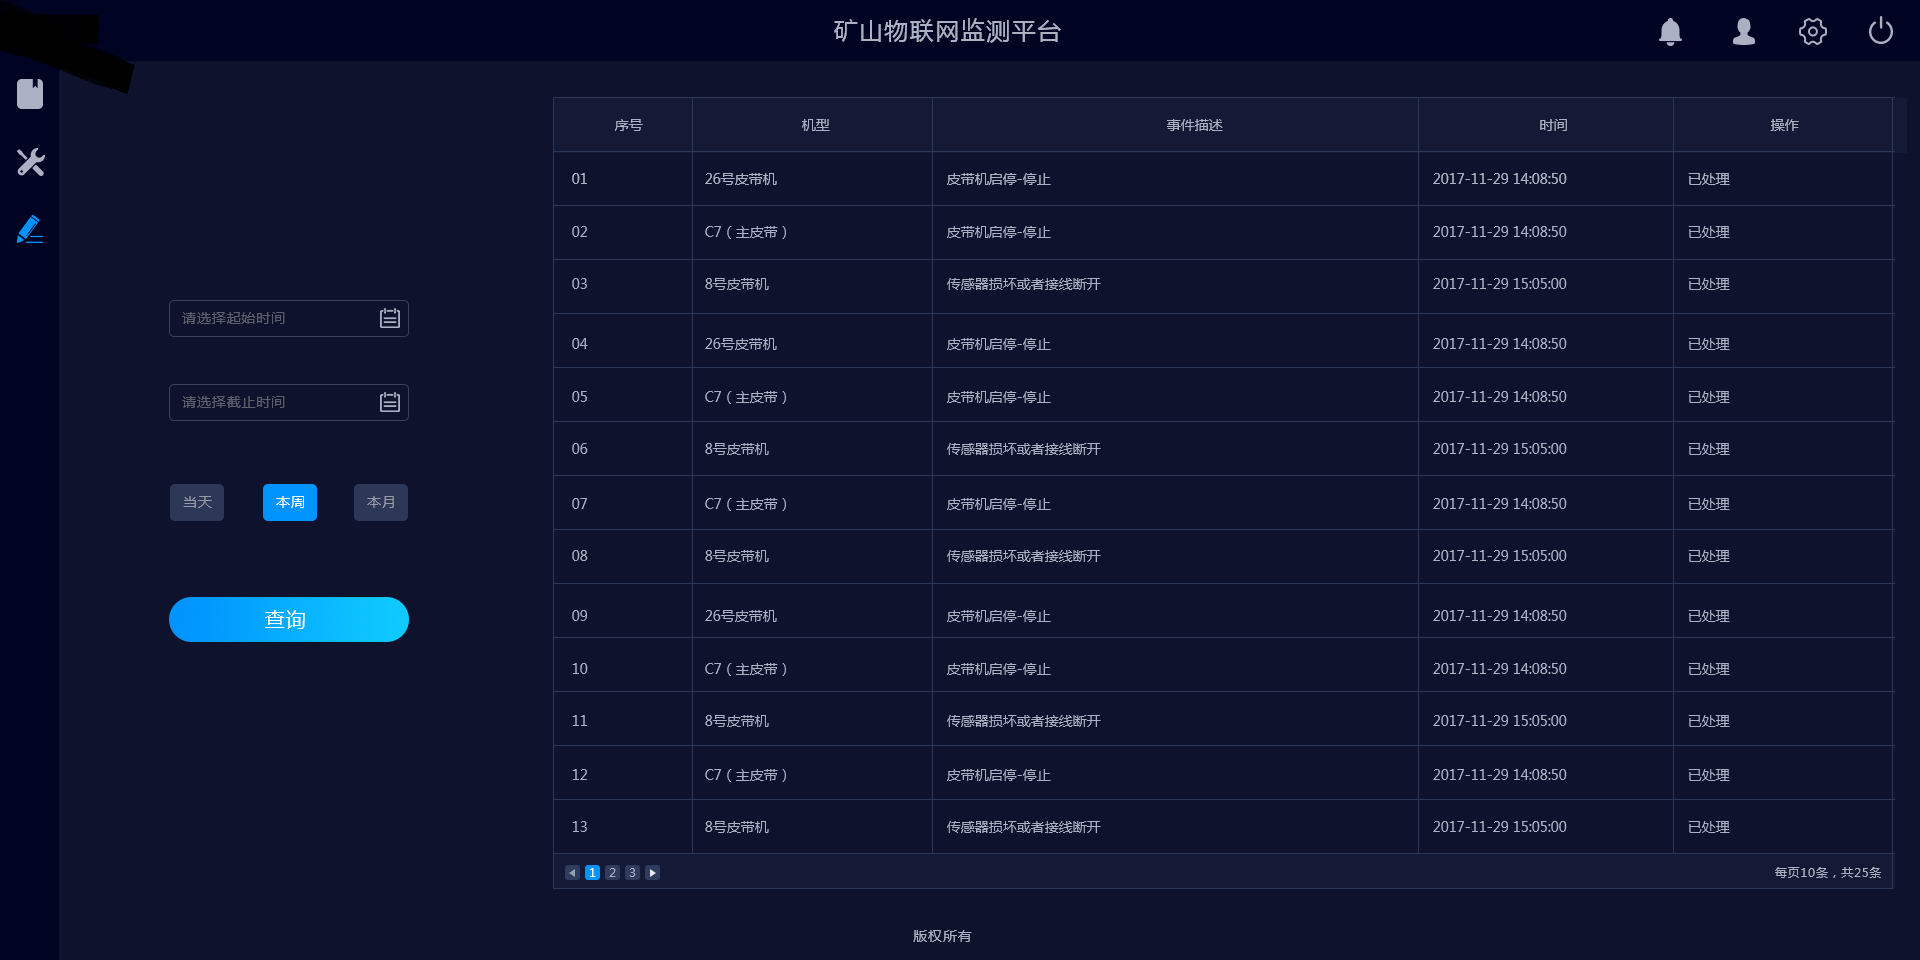 矿山物联网监测平台
请选择起始时间
请选择截止时间
当天 本周 本月
查询
序号 机型 事件描述 时间 操作
01 26号皮带机 皮带机启停-停止 2017-11-29 14:08:50 已处理
02 C7（主皮带） 皮带机启停-停止 2017-11-29 14:08:50 已处理
03 8号皮带机 传感器损坏或者接线断开 2017-11-29 15:05:00 已处理
04 26号皮带机 皮带机启停-停止 2017-11-29 14:08:50 已处理
05 C7（主皮带） 皮带机启停-停止 2017-11-29 14:08:50 已处理
06 8号皮带机 传感器损坏或者接线断开 2017-11-29 15:05:00 已处理
07 C7（主皮带） 皮带机启停-停止 2017-11-29 14:08:50 已处理
08 8号皮带机 传感器损坏或者接线断开 2017-11-29 15:05:00 已处理
09 26号皮带机 皮带机启停-停止 2017-11-29 14:08:50 已处理
10 C7（主皮带） 皮带机启停-停止 2017-11-29 14:08:50 已处理
11 8号皮带机 传感器损坏或者接线断开 2017-11-29 15:05:00 已处理
12 C7（主皮带） 皮带机启停-停止 2017-11-29 14:08:50 已处理
13 8号皮带机 传感器损坏或者接线断开 2017-11-29 15:05:00 已处理
1 2 3 每页10条，共25条
版权所有